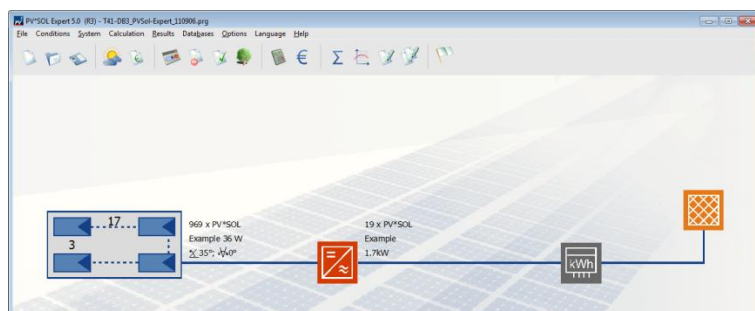 PV*SOL Expert 5.0 (R3) - T41-DB3_PVSol-Expert_110906.prg
File Conditions System Calculation Results Databases Options Language Help
17
3
969 x PV*SOL
Example 36 W
35°; 0°
19 x PV*SOL
Example
1.7kW
kWh